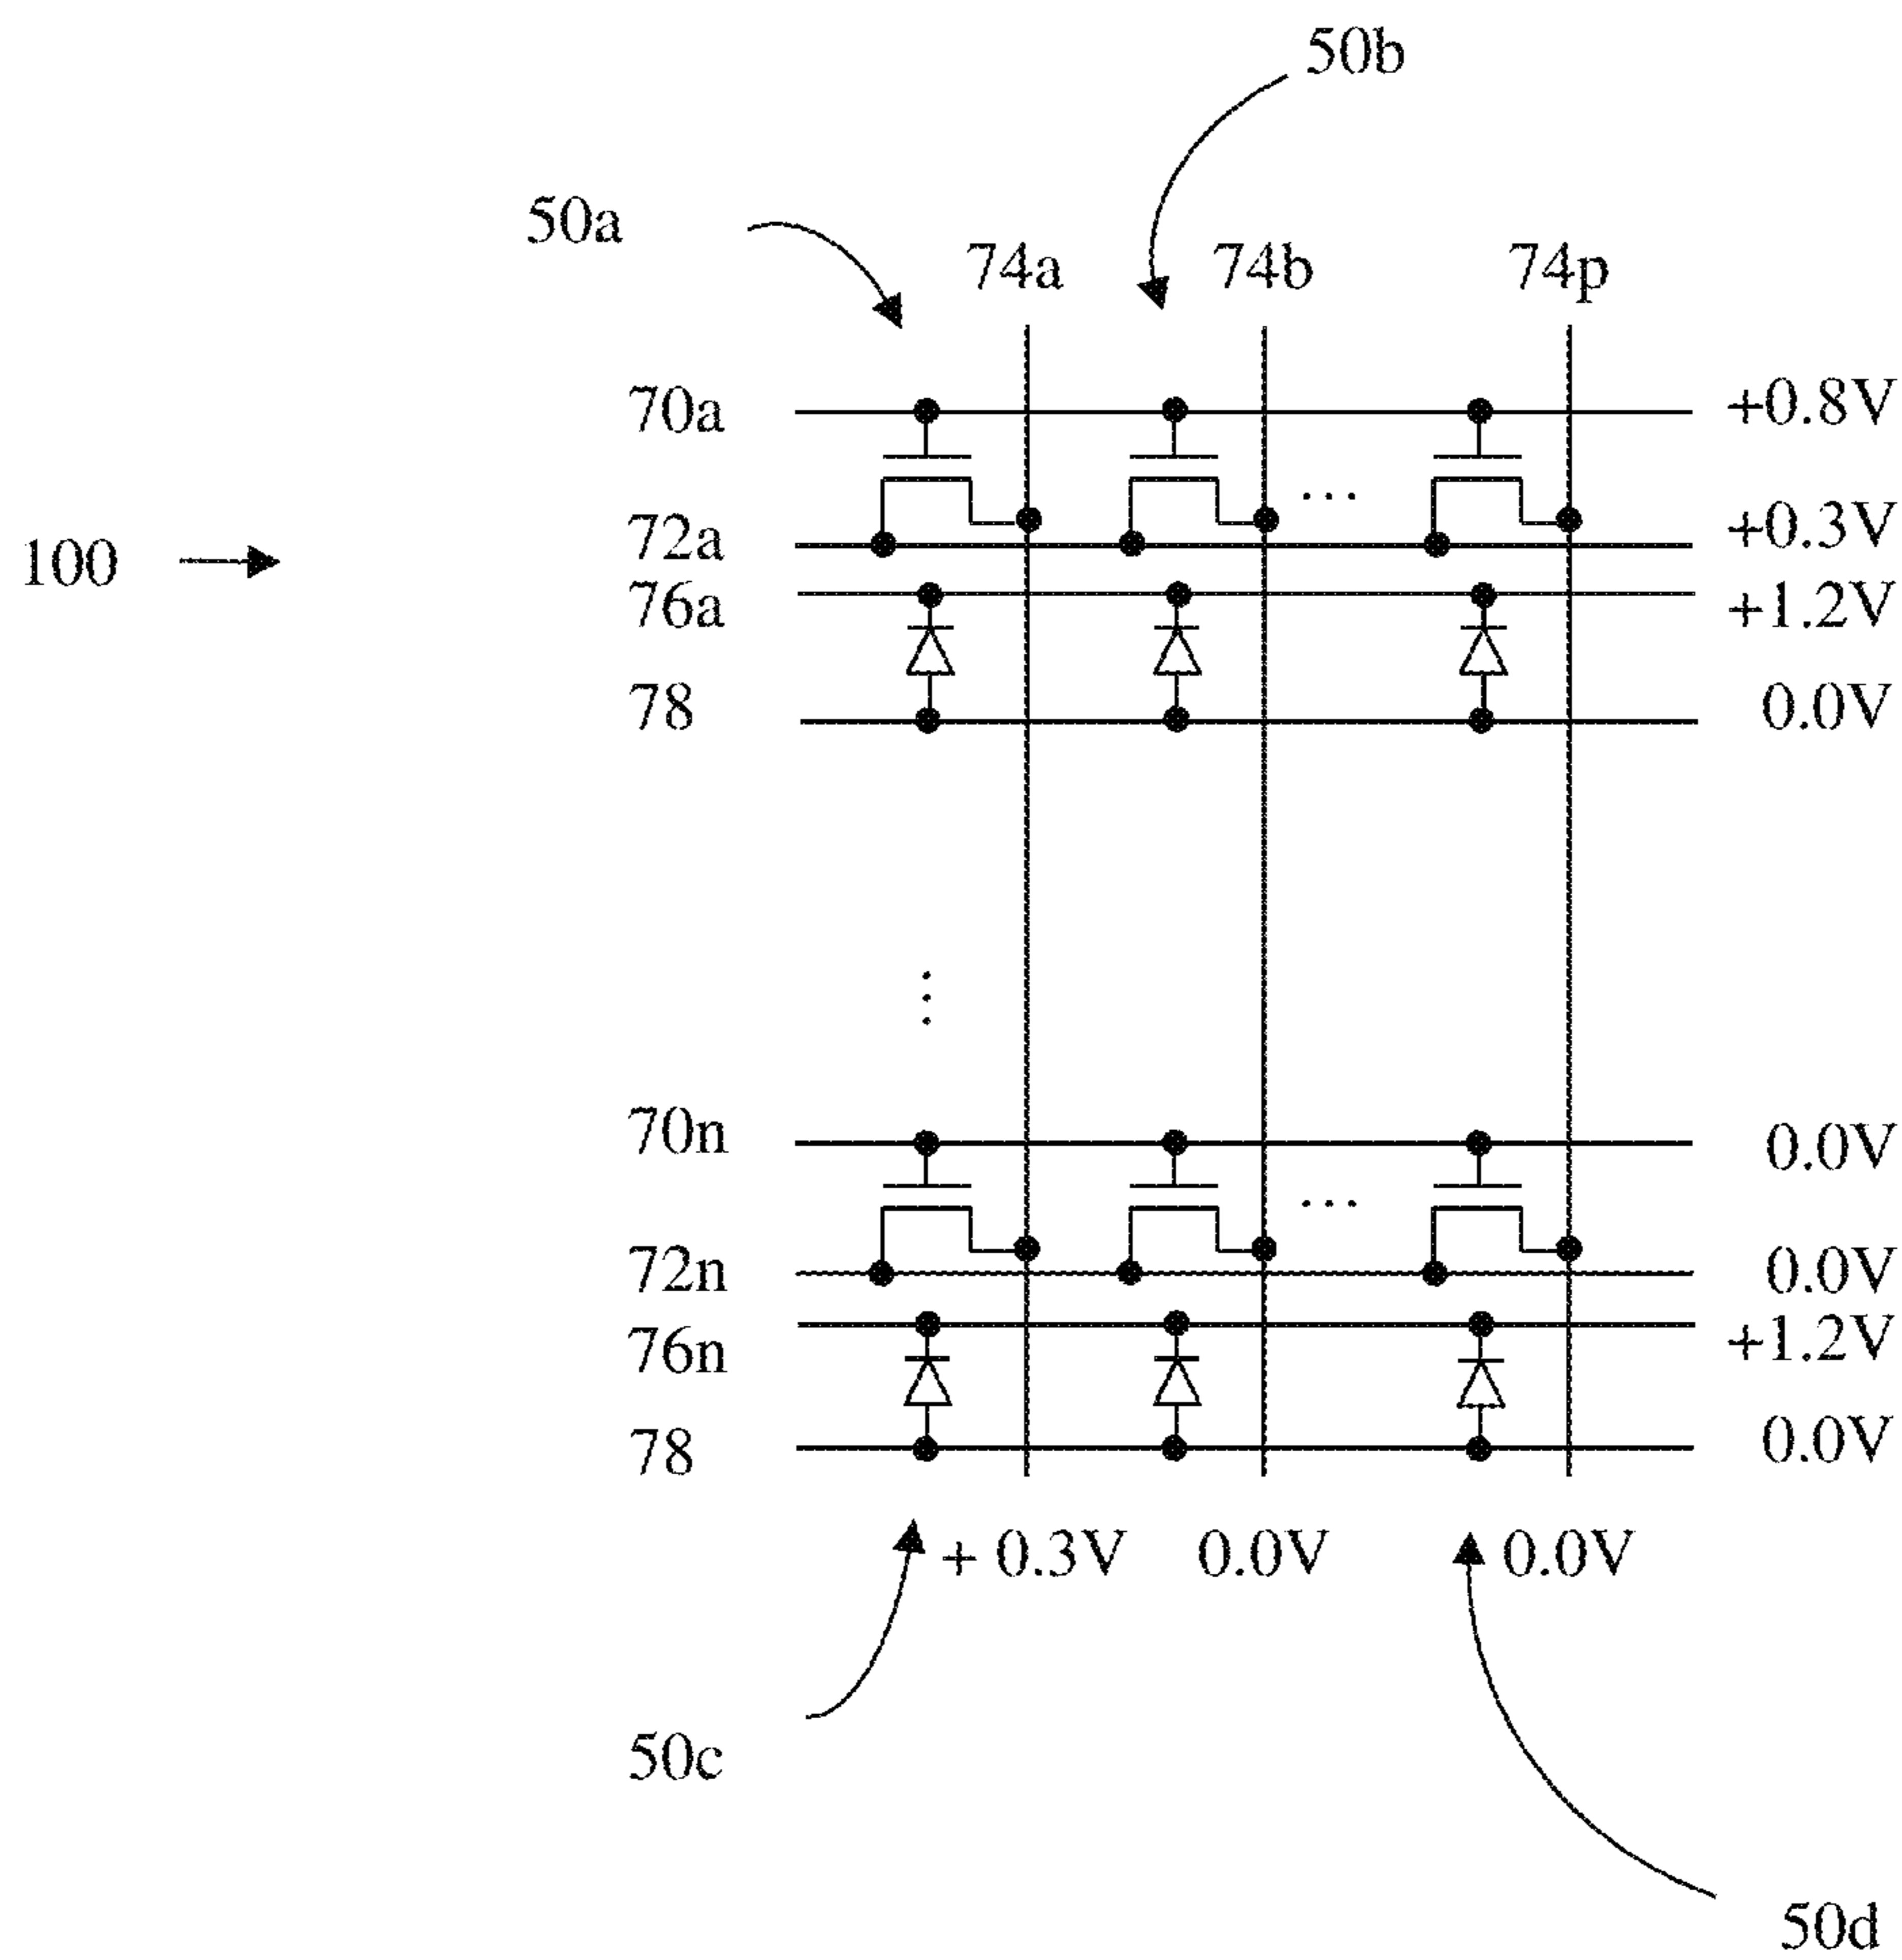 50b
50a
74a 74b 74p
70a +0.8V
...
72a +0.3V
100
76a +1.2V
78 0.0V
70n 0.0V
...
72n 0.0V
76n +1.2V
78 0.0V
+ 0.3V 0.0V 0.0V
50c
50d